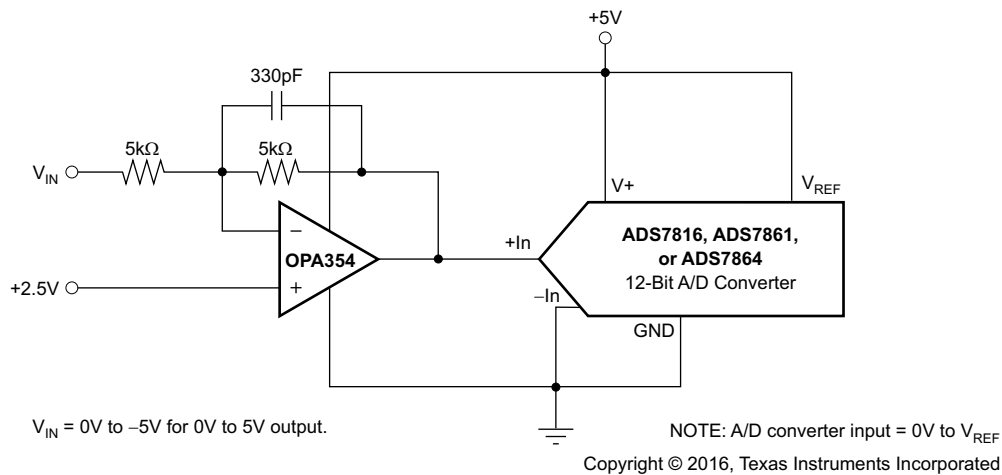 +5V
330pF
5kΩ
5kΩ
V_IN
V+
V_REF
+In
ADS7816, ADS7861,
or ADS7864
12-Bit A/D Converter
−
OPA354
+
+2.5V
−In
GND
V_IN = 0V to −5V for 0V to 5V output.
NOTE: A/D converter input = 0V to V_REF
Copyright © 2016, Texas Instruments Incorporated